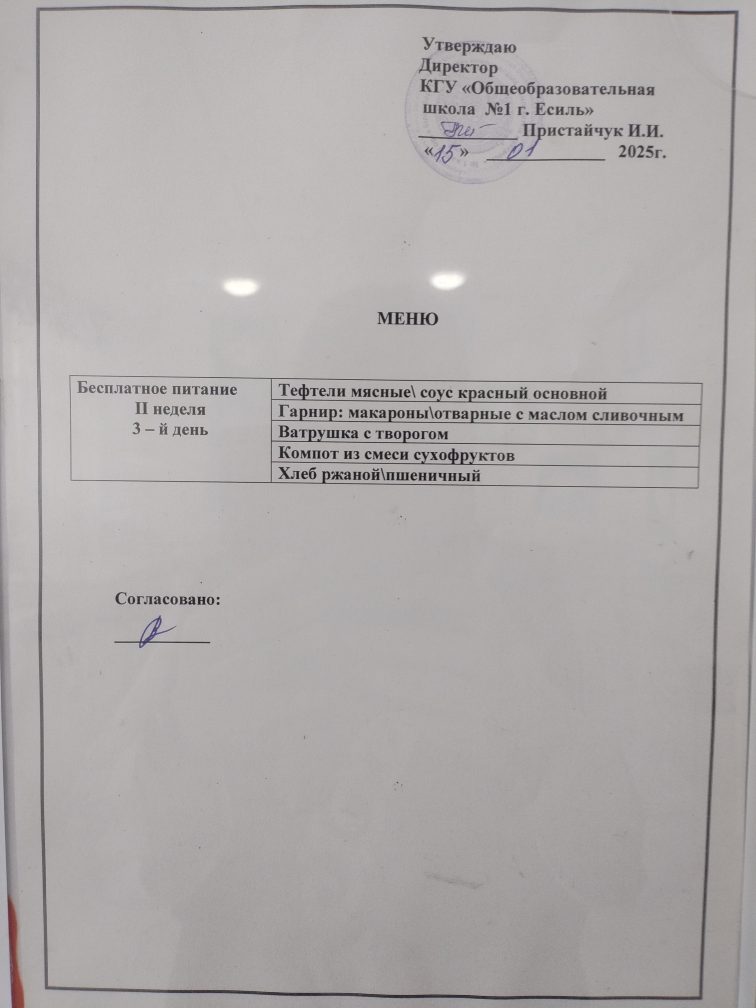 Утверждаю
Директор
КГУ «Общеобразовательная
школа №1 г. Есиль»
Пристайчук И.И.
«15» 01 2025г.
МЕНЮ
Бесплатное питание
II неделя
3 – й день
Тефтели мясные\ соус красный основной
Гарнир: макароны\отварные с маслом сливочным
Ватрушка с творогом
Компот из смеси сухофруктов
Хлеб ржаной\пшеничный
Согласовано: